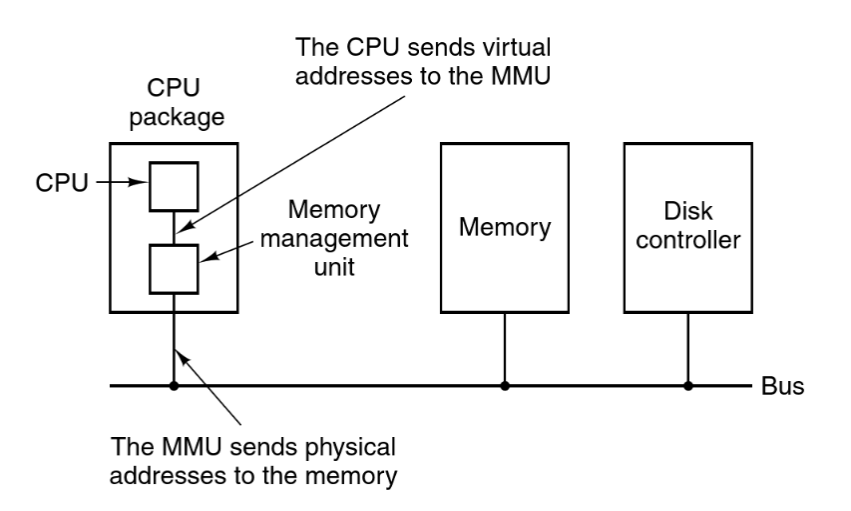 The CPU sends virtual
addresses to the MMU
CPU
package
CPU
Memory
management
unit
Memory
Disk
controller
Bus
The MMU sends physical
addresses to the memory